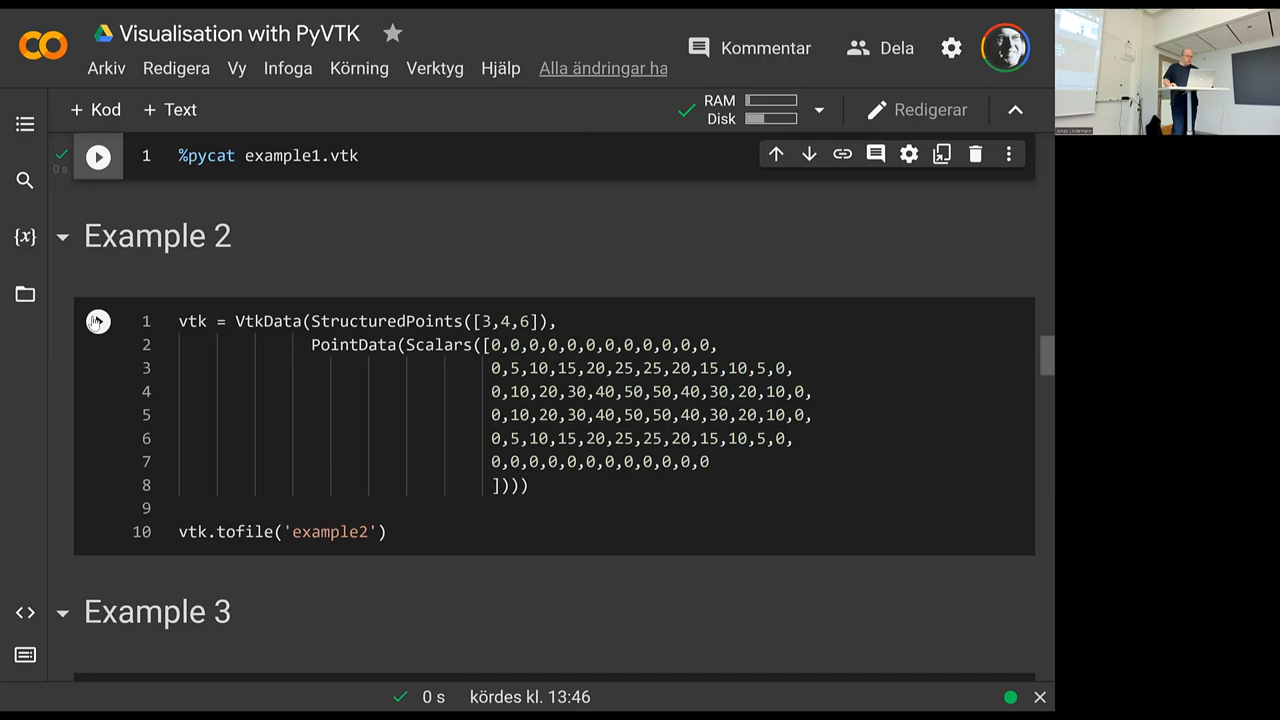 Visualisation with PyVTK
Kommentar
Dela
Arkiv Redigera Vy Infoga Körning Verktyg Hjälp Alla ändringar ha
+ Kod + Text
RAM
Disk
Redigerar
0 s
1 %pycat example1.vtk
{x}
Example 2
1 vtk = VtkData(StructuredPoints([3,4,6]),
2 PointData(Scalars([0,0,0,0,0,0,0,0,0,0,0,0,
3 0,5,10,15,20,25,25,20,15,10,5,0,
4 0,10,20,30,40,50,50,40,30,20,10,0,
5 0,10,20,30,40,50,50,40,30,20,10,0,
6 0,5,10,15,20,25,25,20,15,10,5,0,
7 0,0,0,0,0,0,0,0,0,0,0,0
8 ])))
9
10 vtk.tofile('example2')
Example 3
0 s kördes kl. 13:46
Jonas Lindemann